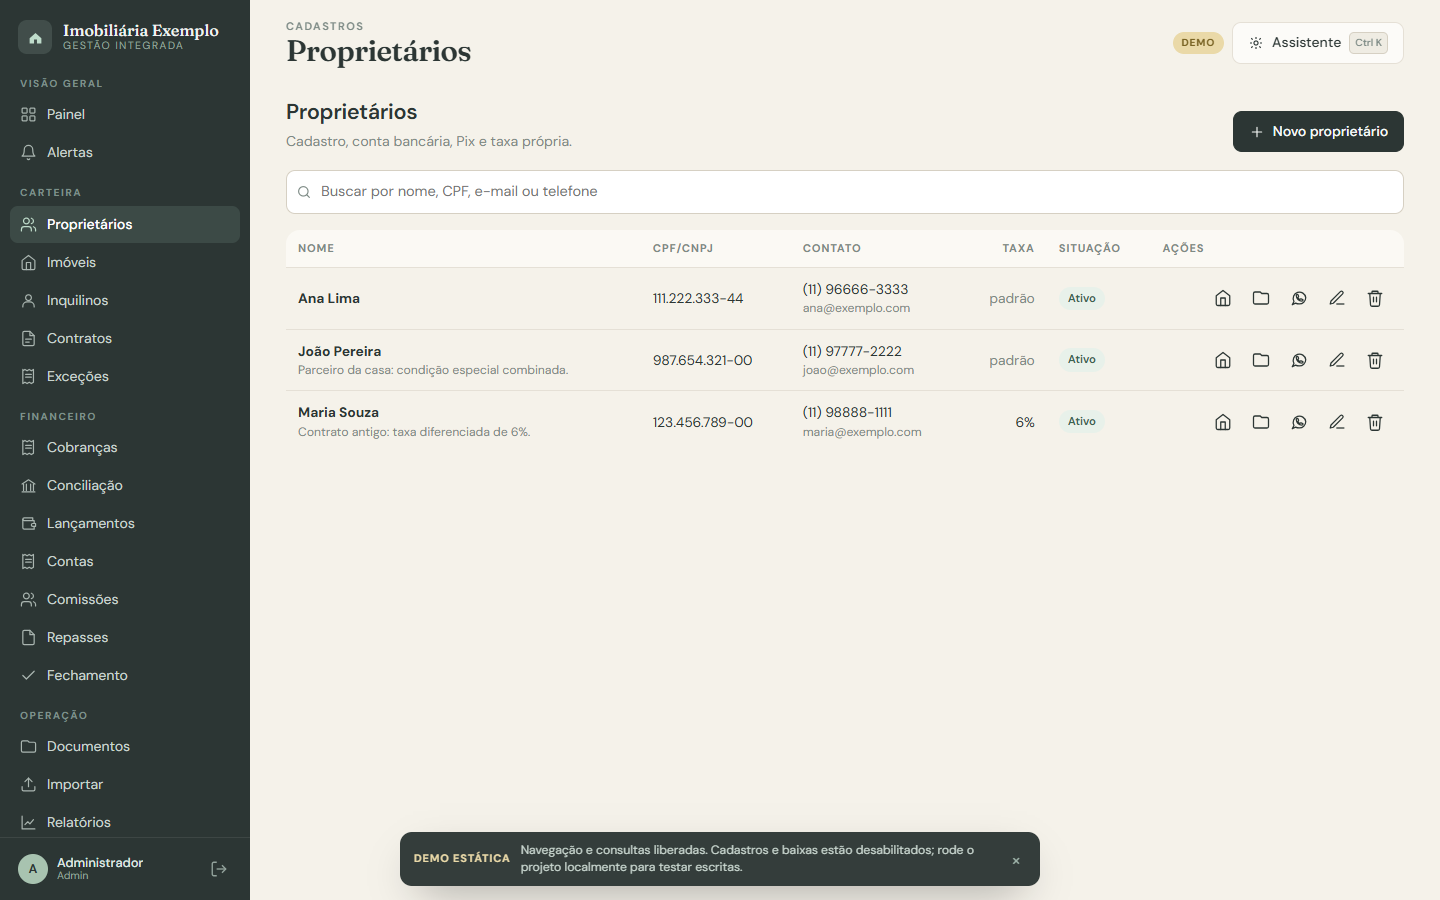 Imobiliária Exemplo
GESTÃO INTEGRADA
VISÃO GERAL
Painel
Alertas
CARTEIRA
Proprietários
Imóveis
Inquilinos
Contratos
Exceções
FINANCEIRO
Cobranças
Conciliação
Lançamentos
Contas
Comissões
Repasses
Fechamento
OPERAÇÃO
Documentos
Importar
Relatórios
A
Administrador
Admin
CADASTROS
Proprietários
DEMO
Assistente Ctrl K
Proprietários
Cadastro, conta bancária, Pix e taxa própria.
+ Novo proprietário
Buscar por nome, CPF, e-mail ou telefone
NOME CPF/CNPJ CONTATO TAXA SITUAÇÃO AÇÕES
Ana Lima 111.222.333-44 (11) 96666-3333 padrão Ativo
ana@exemplo.com
João Pereira 987.654.321-00 (11) 97777-2222 padrão Ativo
Parceiro da casa: condição especial combinada. joao@exemplo.com
Maria Souza 123.456.789-00 (11) 98888-1111 6% Ativo
Contrato antigo: taxa diferenciada de 6%. maria@exemplo.com
DEMO ESTÁTICA Navegação e consultas liberadas. Cadastros e baixas estão desabilitados; rode o
projeto localmente para testar escritas. ×